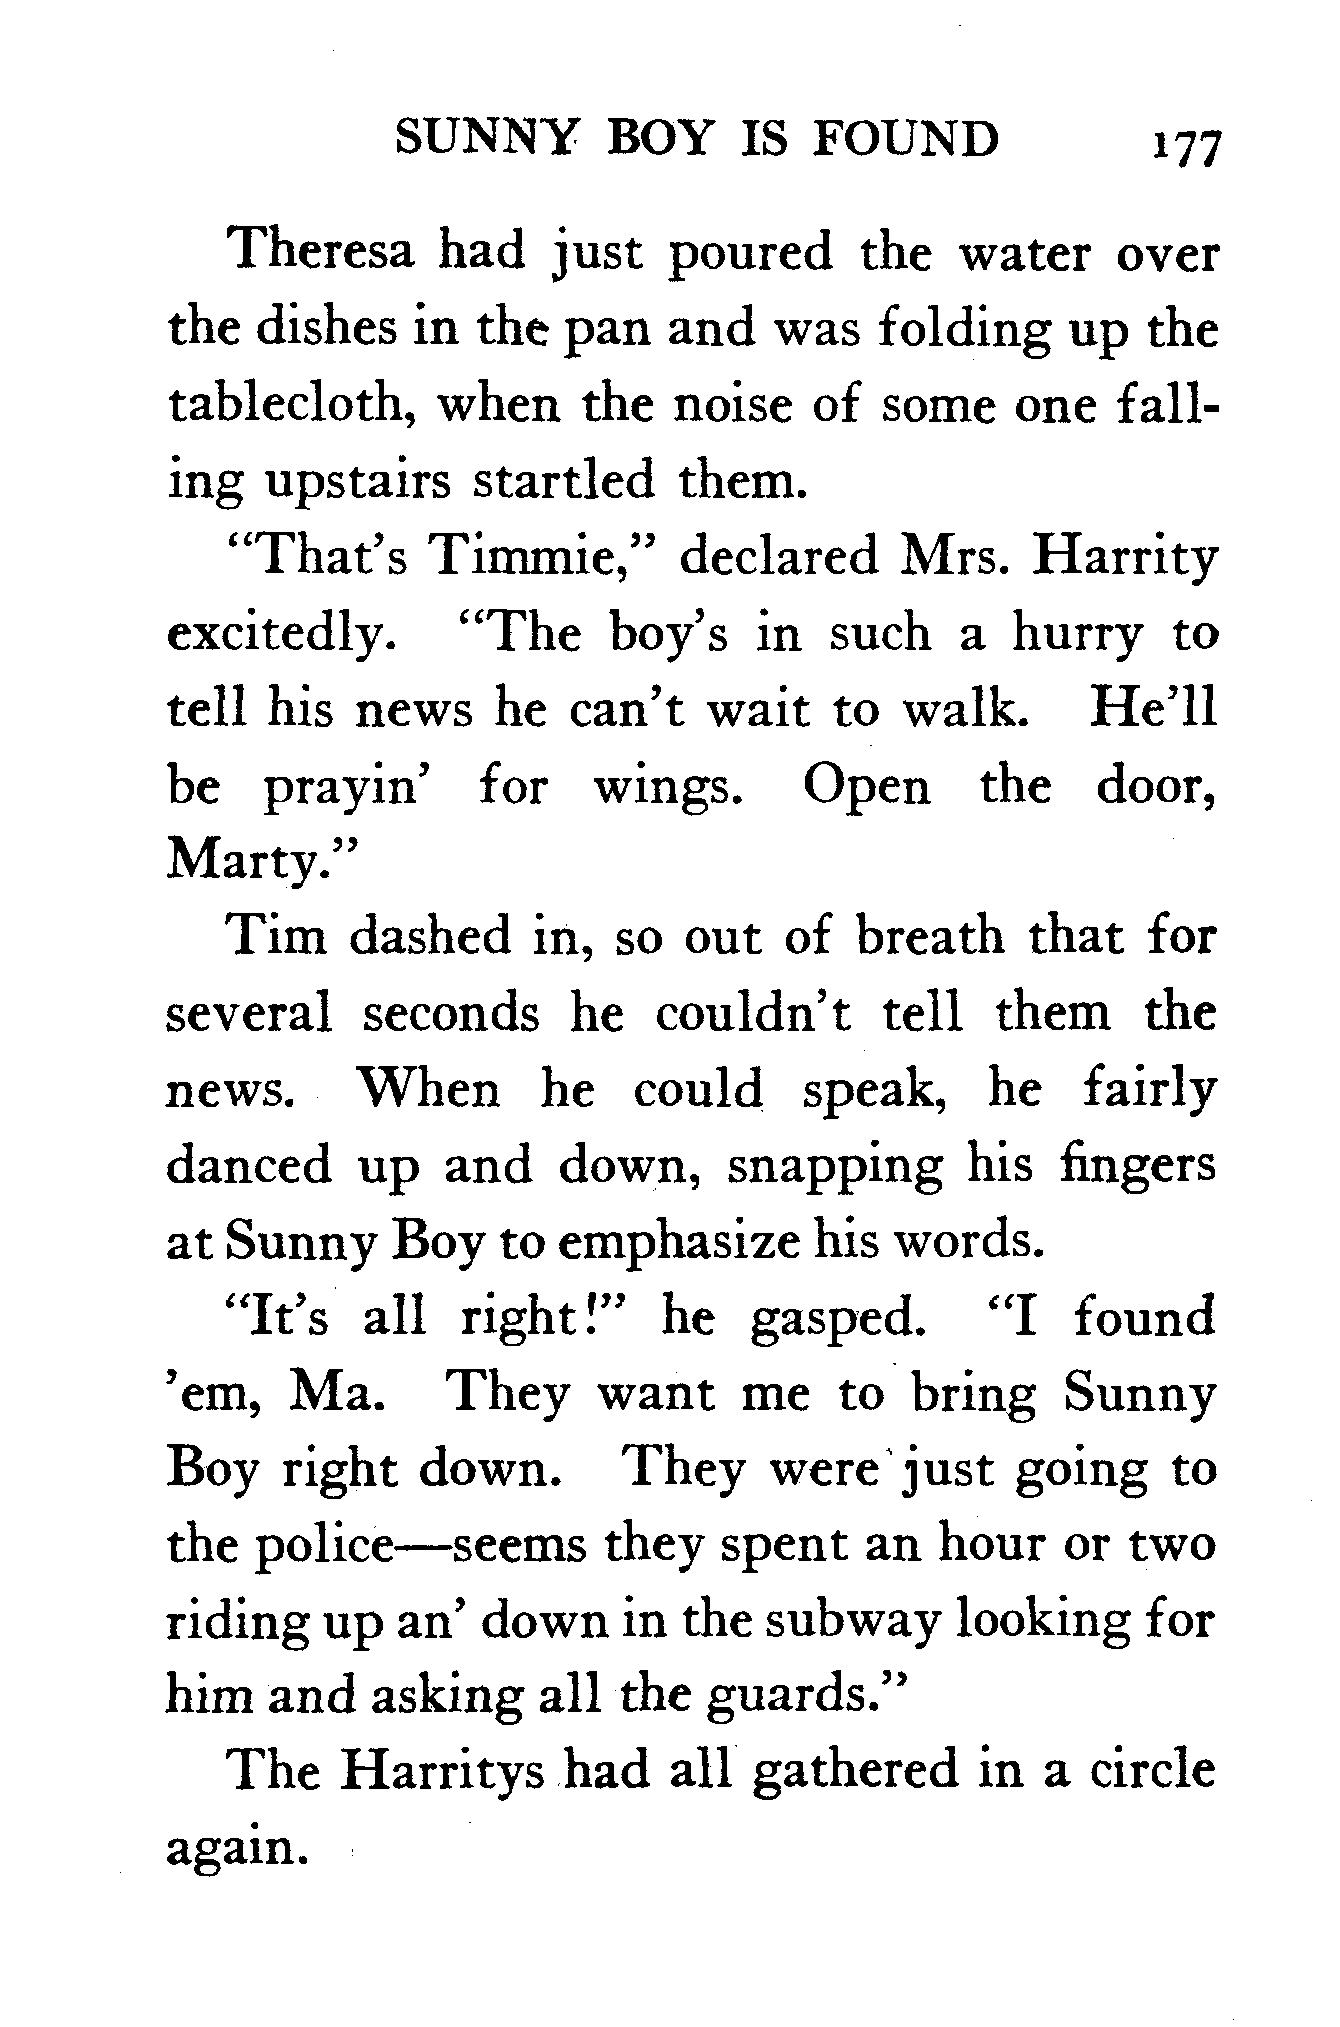 SUNNY BOY IS FOUND 177
Theresa had just poured the water over
the dishes in the pan and was folding up the
tablecloth, when the noise of some one fall-
ing upstairs startled them.
“That’s Timmie,” declared Mrs. Harrity
excitedly. “The boy’s in such a hurry to
tell his news he can’t wait to walk. He’ll
be prayin’ for wings. Open the door,
Marty.”
Tim dashed in, so out of breath that for
several seconds he couldn’t tell them the
news. When he could speak, he fairly
danced up and down, snapping his fingers
at Sunny Boy to emphasize his words.
“It’s all right!” he gasped. “I found
’em, Ma. They want me to bring Sunny
Boy right down. They were just going to
the police—seems they spent an hour or two
riding up an’ down in the subway looking for
him and asking all the guards.”
The Harritys had all gathered in a circle
again.